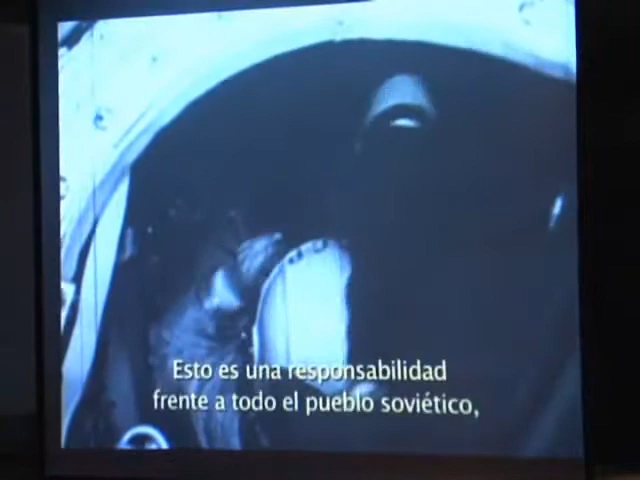 Esto es una responsabilidad
frente a todo el pueblo soviético,